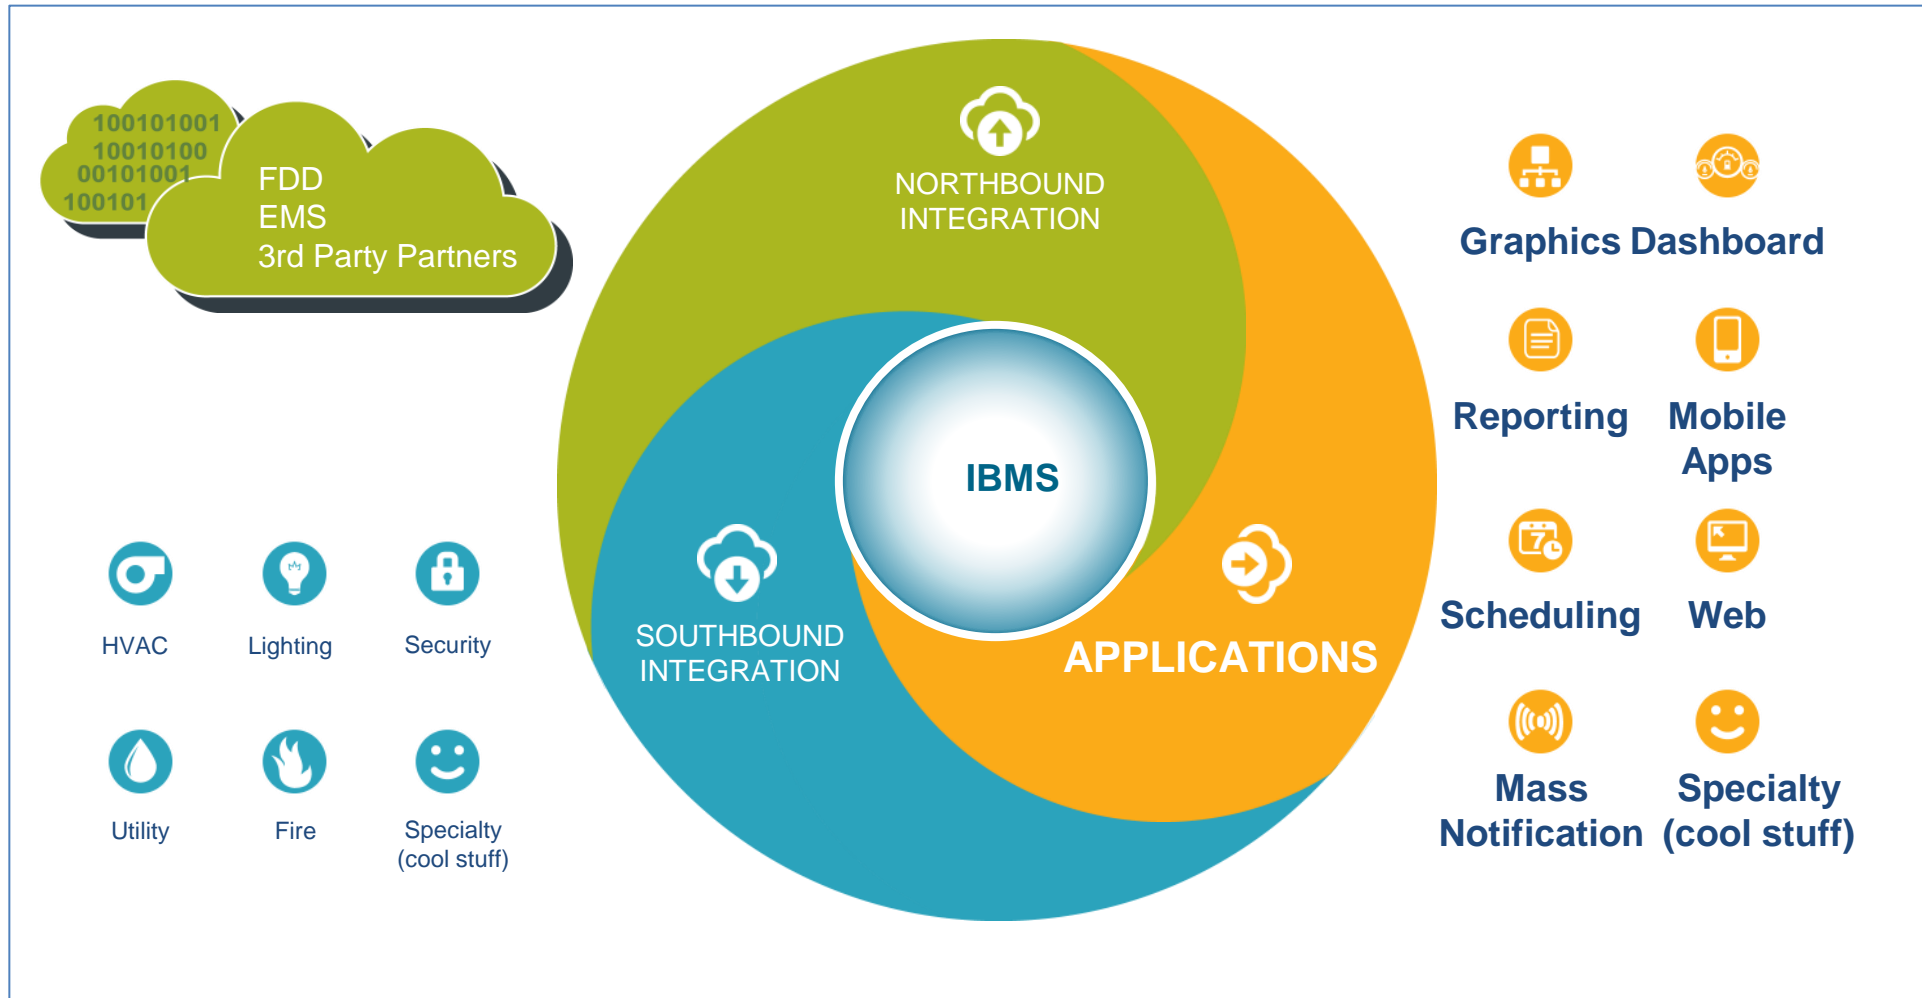 100101001
10010100
00101001
100101
FDD
EMS
3rd Party Partners
NORTHBOUND
INTEGRATION
IBMS
SOUTHBOUND
INTEGRATION
APPLICATIONS
HVAC
Lighting
Security
Utility
Fire
Specialty
(cool stuff)
Graphics Dashboard
Reporting
Mobile
Apps
7
Scheduling
Web
Mass
Notification
Specialty
(cool stuff)